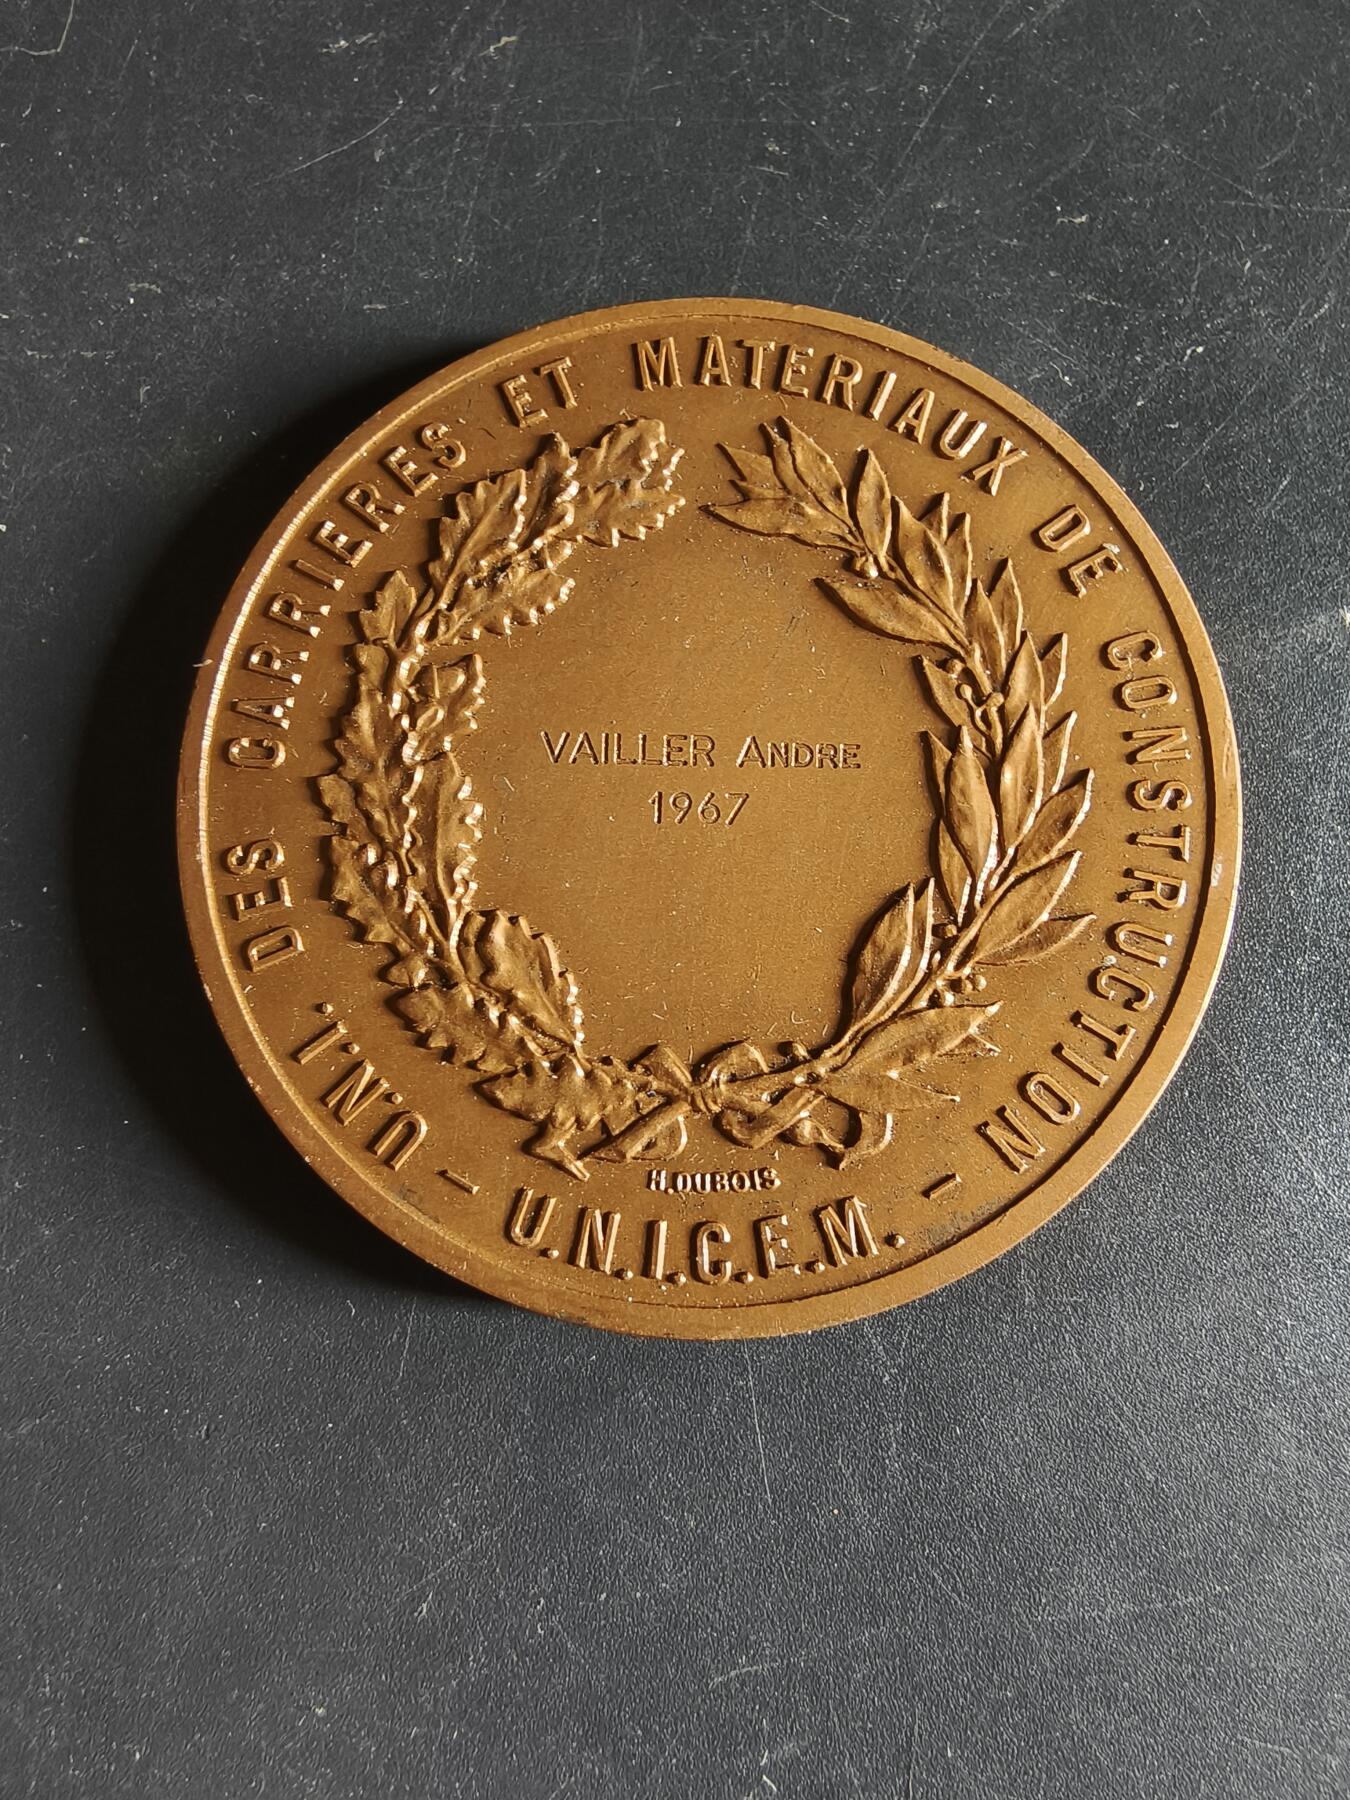 U.N.I. DES CARRIERES ET MATERIAUX DE CONSTRUCTION
VAILLER ANDRE
1967
H.DUBOIS
— U.N.I.C.E.M. —